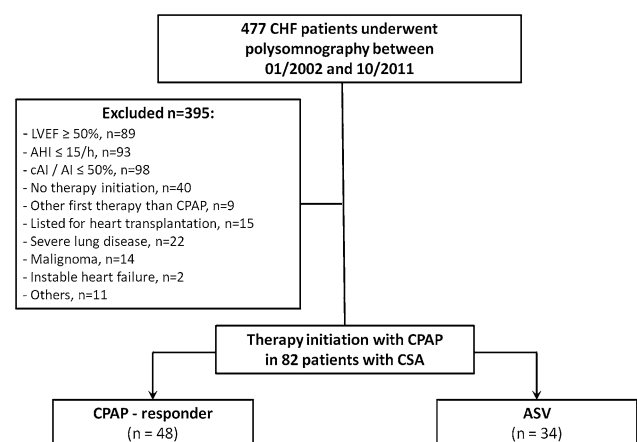 477 CHF patients underwent
polysomnography between
01/2002 and 10/2011
Excluded n=395:
- LVEF ≥ 50%, n=89
- AHI ≤ 15/h, n=93
- cAI / AI ≤ 50%, n=98
- No therapy initiation, n=40
- Other first therapy than CPAP, n=9
- Listed for heart transplantation, n=15
- Severe lung disease, n=22
- Malignoma, n=14
- Instable heart failure, n=2
- Others, n=11
Therapy initiation with CPAP
in 82 patients with CSA
CPAP - responder
(n = 48)
ASV
(n = 34)